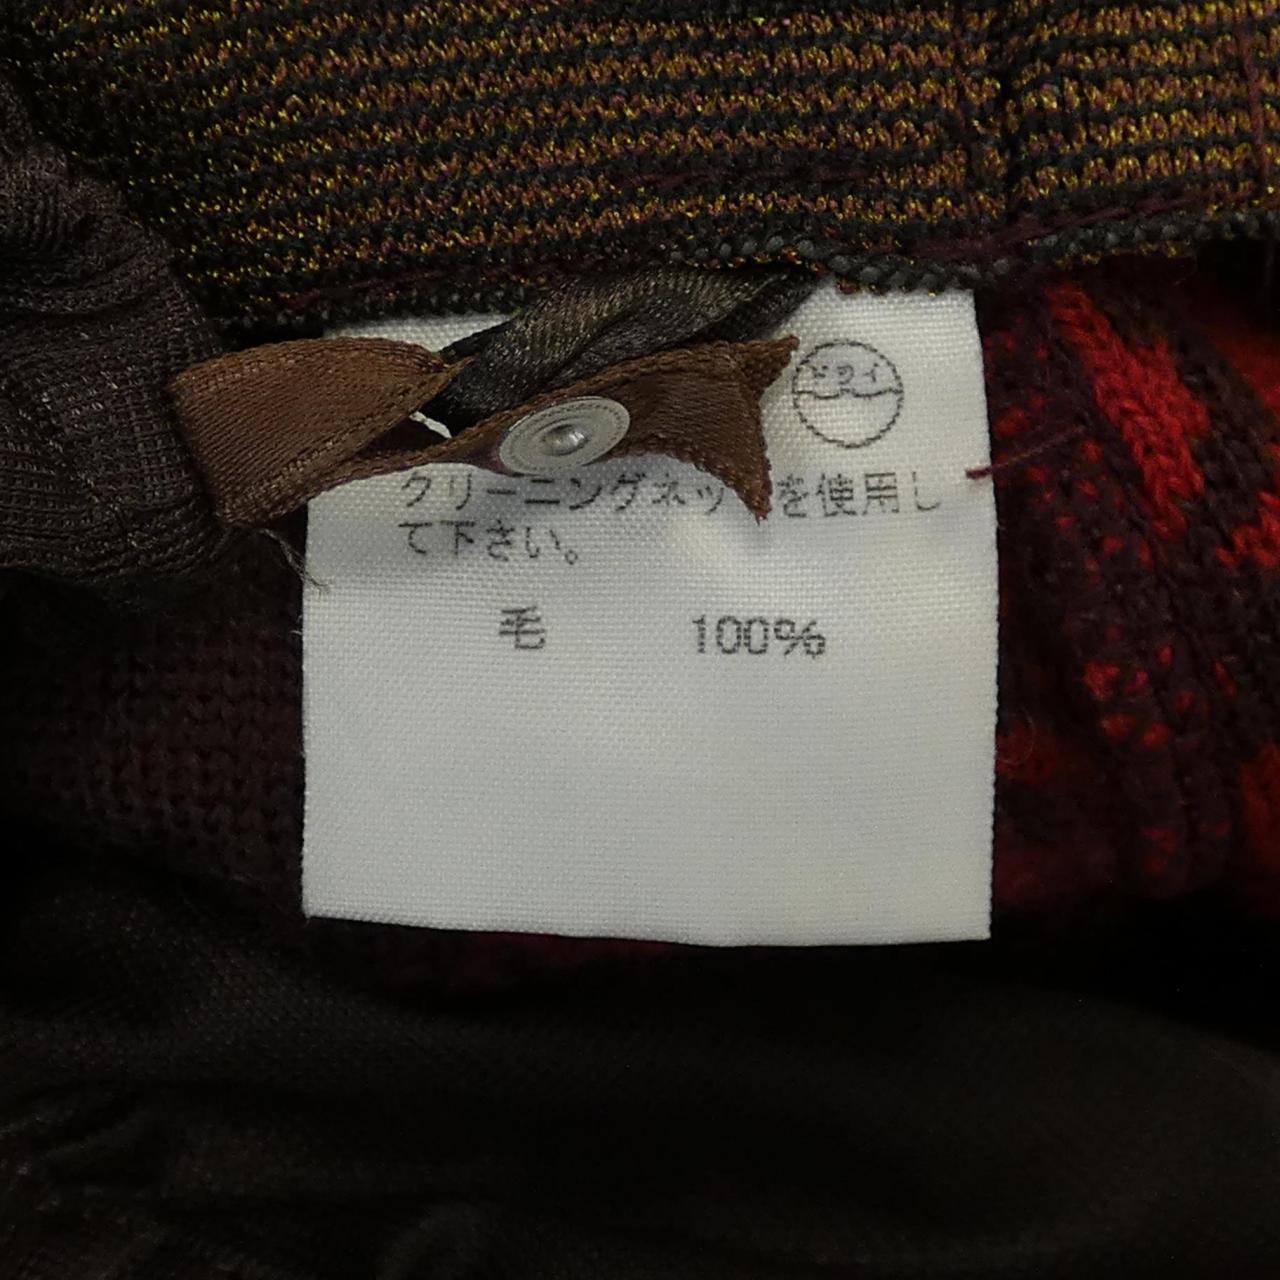 ドライ
クリーニングネッ を使用し
て下さい。
毛 100%